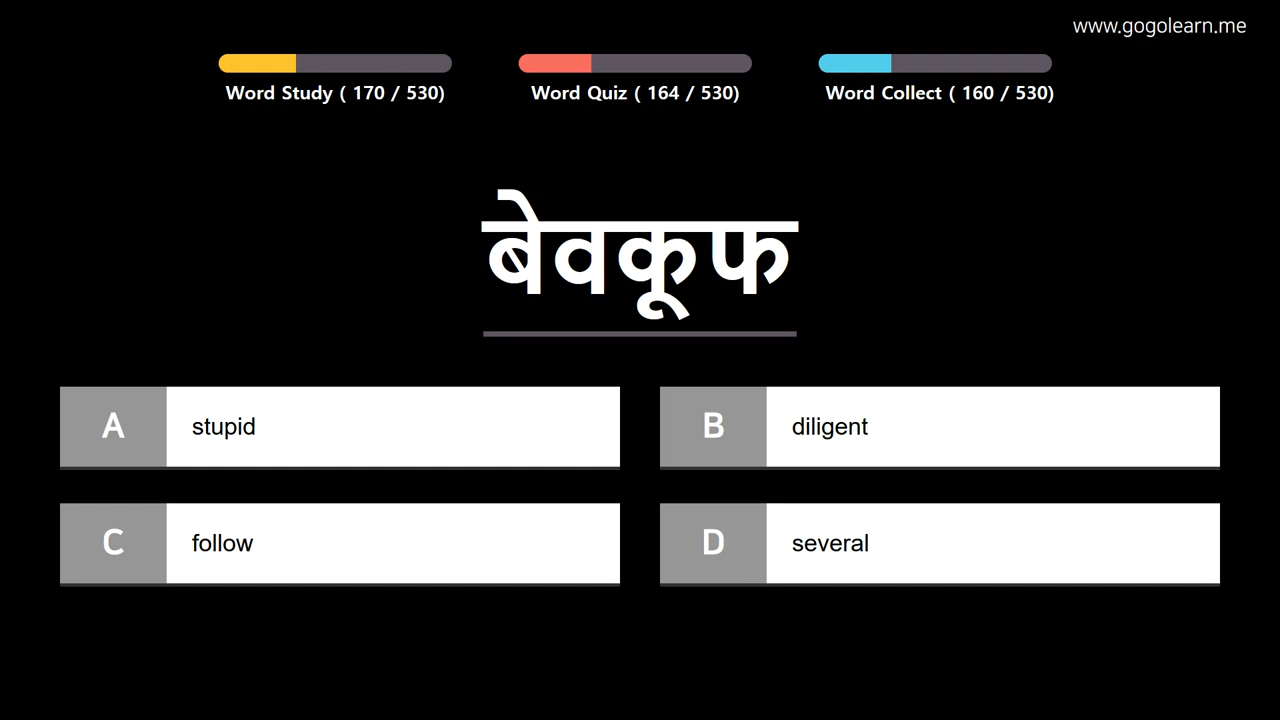 www.gogolearn.me
Word Study ( 170 / 530)
Word Quiz ( 164 / 530)
Word Collect ( 160 / 530)
बेवकूफ
A stupid
B diligent
C follow
D several